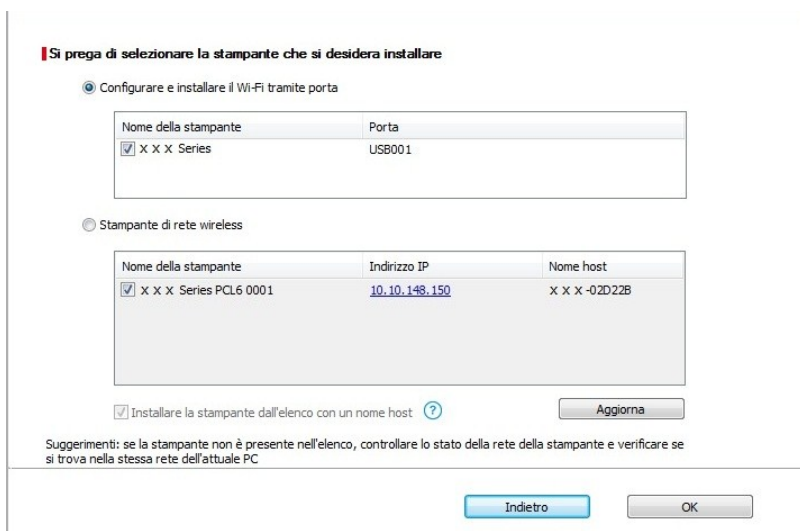 Si prega di selezionare la stampante che si desidera installare
Configurare e installare il Wi-Fi tramite porta
Nome della stampante Porta
X X X Series USB001
Stampante di rete wireless
Nome della stampante Indirizzo IP Nome host
X X X Series PCL6 0001 10.10.148.150 X X X -02D22B
Installare la stampante dall'elenco con un nome host ?
Aggiorna
Suggerimenti: se la stampante non è presente nell'elenco, controllare lo stato della rete della stampante e verificare se
si trova nella stessa rete dell'attuale PC
Indietro OK